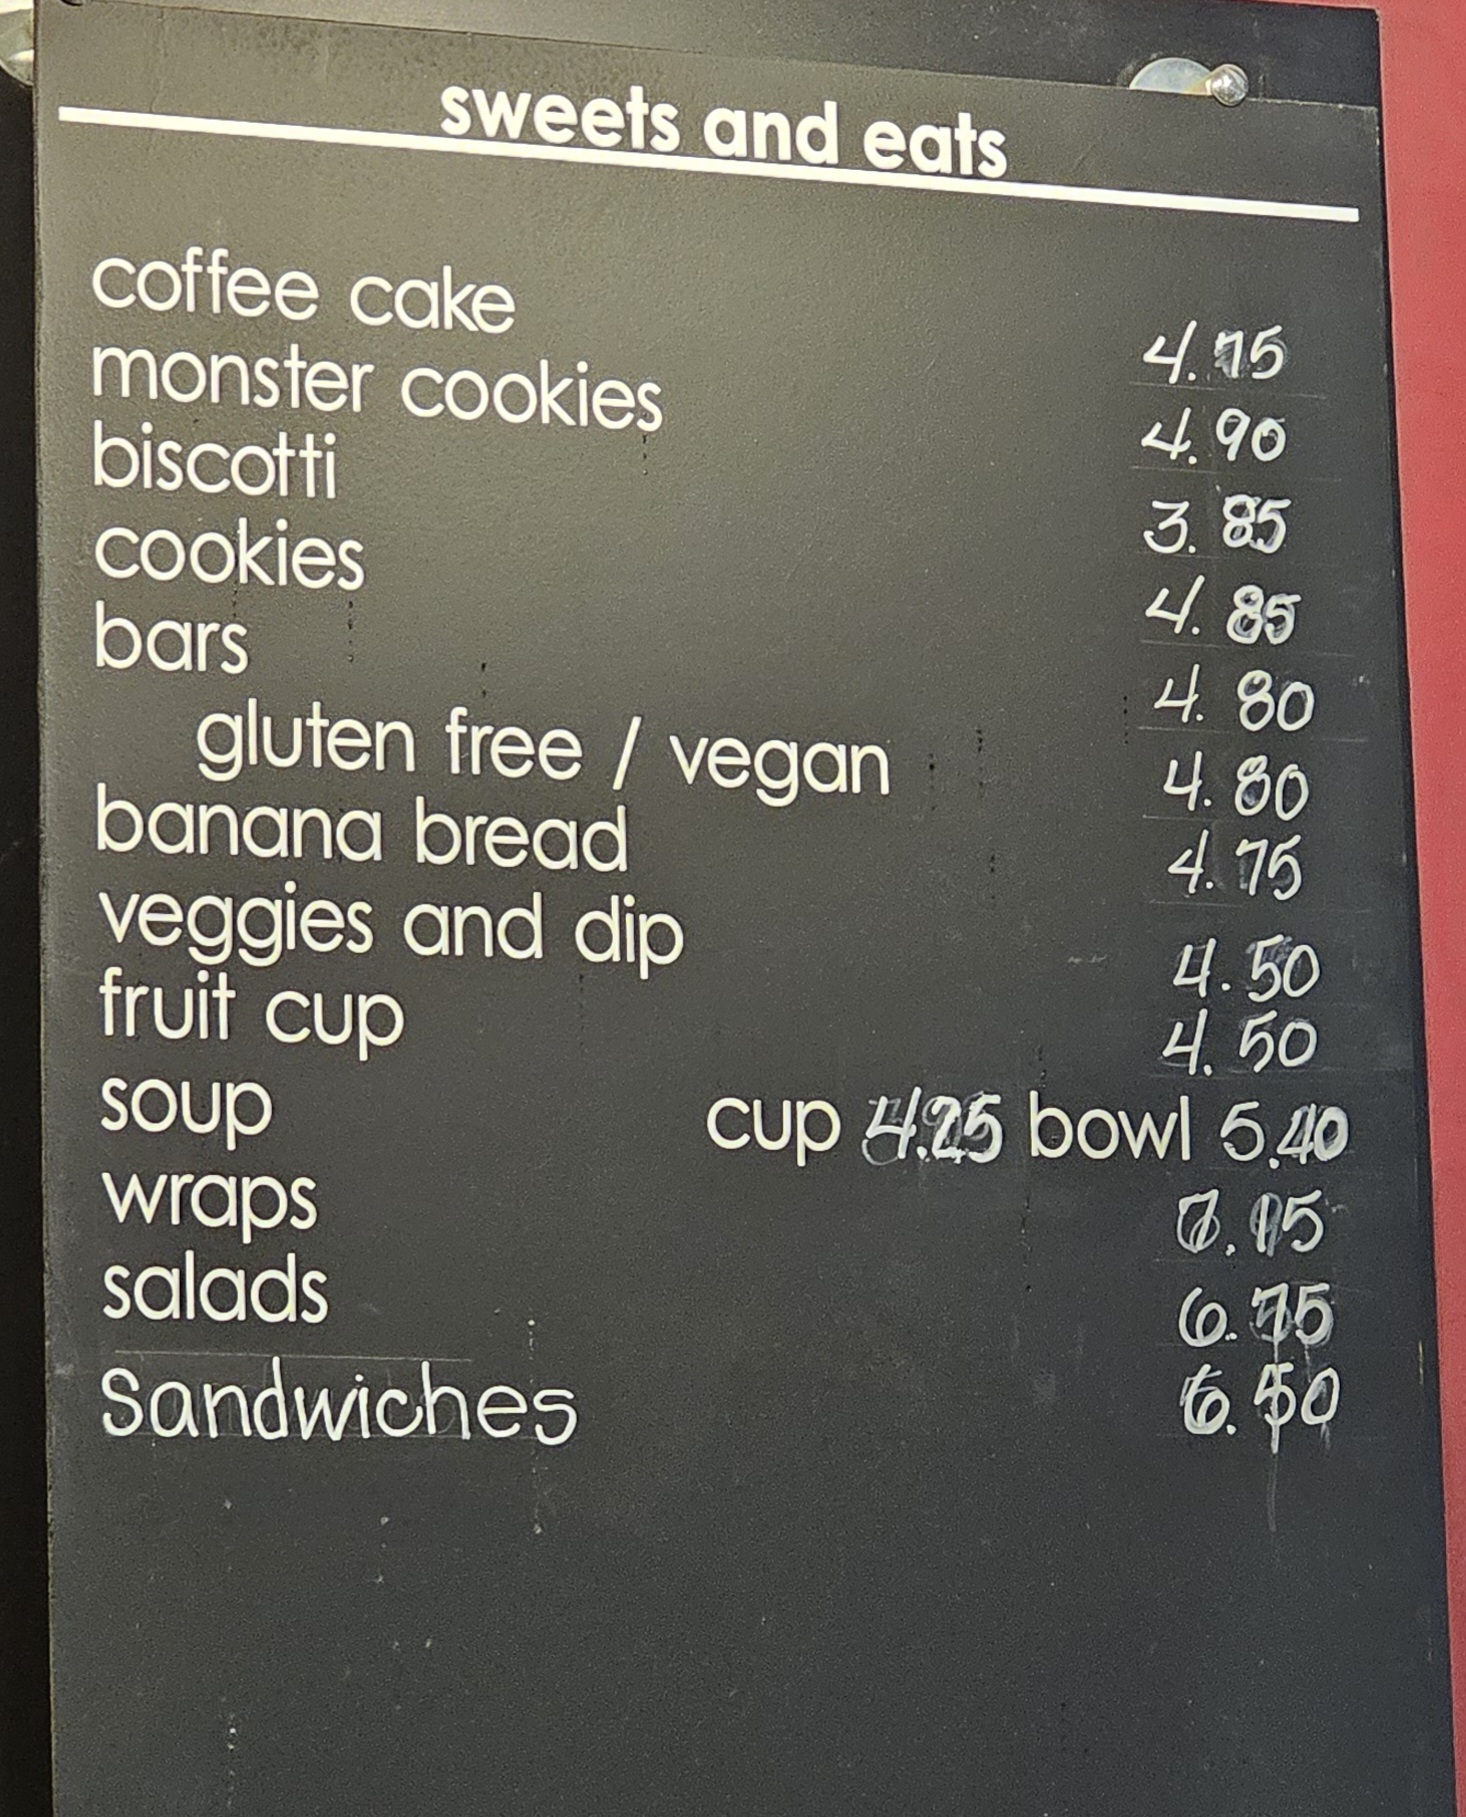 sweets and eats
coffee cake 4.75
monster cookies 4.90
biscotti 3.85
cookies 4.85
bars 4.80
gluten free / vegan 4.80
banana bread 4.75
veggies and dip 4.50
fruit cup 4.50
soup cup 4.25 bowl 5.40
wraps 7.15
salads 6.75
Sandwiches 6.50